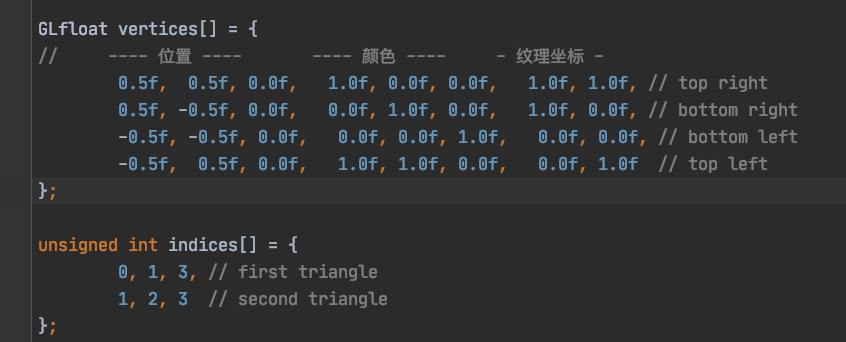 GLfloat vertices[] = {
//     ---- 位置 ----       ---- 颜色 ----     - 纹理坐标 -
        0.5f,  0.5f, 0.0f,   1.0f, 0.0f, 0.0f,   1.0f, 1.0f, // top right
        0.5f, -0.5f, 0.0f,   0.0f, 1.0f, 0.0f,   1.0f, 0.0f, // bottom right
        -0.5f, -0.5f, 0.0f,   0.0f, 0.0f, 1.0f,   0.0f, 0.0f, // bottom left
        -0.5f,  0.5f, 0.0f,   1.0f, 1.0f, 0.0f,   0.0f, 1.0f  // top left
};
unsigned int indices[] = {
        0, 1, 3, // first triangle
        1, 2, 3  // second triangle
};